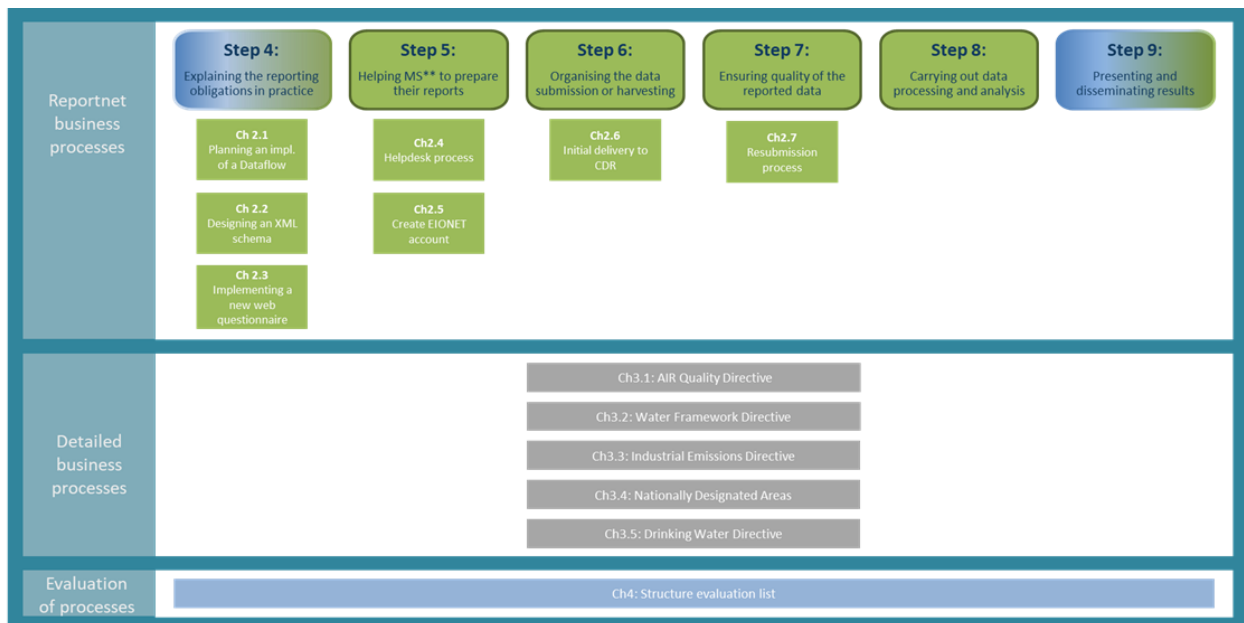 Reportnet
business
processes
Step 4:
Explaining the reporting
obligations in practice
Step 5:
Helping MS** to prepare
their reports
Step 6:
Organising the data
submission or harvesting
Step 7:
Ensuring quality of the
reported data
Step 8:
Carrying out data
processing and analysis
Step 9:
Presenting and
disseminating results
Ch 2.1
Planning an impl.
of a Dataflow
Ch2.4
Helpdesk process
Ch2.6
Initial delivery to
CDR
Ch2.7
Resubmission
process
Ch 2.2
Designing an XML
schema
Ch2.5
Create EIONET
account
Ch 2.3
Implementing a
new web
questionnaire
Detailed
business
processes
Ch3.1: AIR Quality Directive
Ch3.2: Water Framework Directive
Ch3.3: Industrial Emissions Directive
Ch3.4: Nationally Designated Areas
Ch3.5: Drinking Water Directive
Evaluation
of processes
Ch4: Structure evaluation list